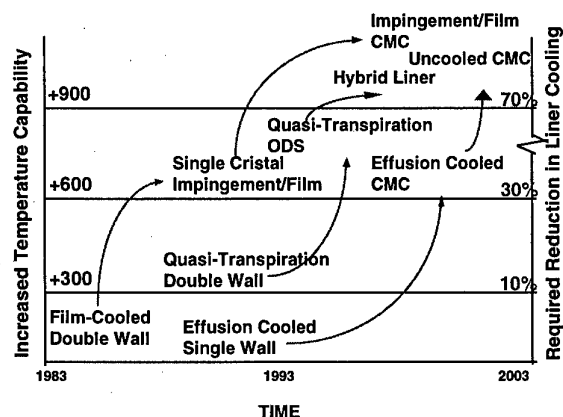 Impingement/Film
CMC
Uncooled CMC
Hybrid Liner
+900
70%
Quasi-Transpiration
ODS
Single Cristal
Impingement/Film
Effusion Cooled
CMC
+600
30%
Quasi-Transpiration
Double Wall
+300
10%
Film-Cooled
Double Wall
Effusion Cooled
Single Wall
1983
1993
2003
TIME
Increased Temperature Capability
Required Reduction in Liner Cooling